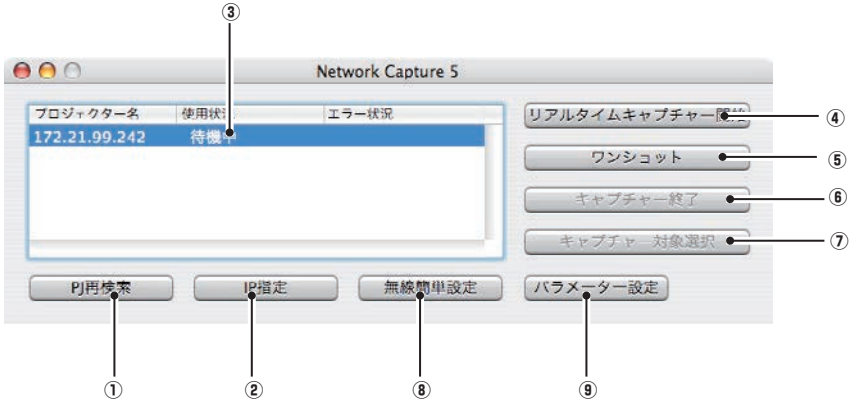 ③
Network Capture 5
プロジェクター名 使用状況 エラー状況
172.21.99.242 待機中
リアルタイムキャプチャー開始
④
ワンショット
⑤
キャプチャー終了
⑥
キャプチャー対象選択
⑦
PJ再検索
IP指定
無線簡単設定
パラメーター設定
①
②
⑧
⑨